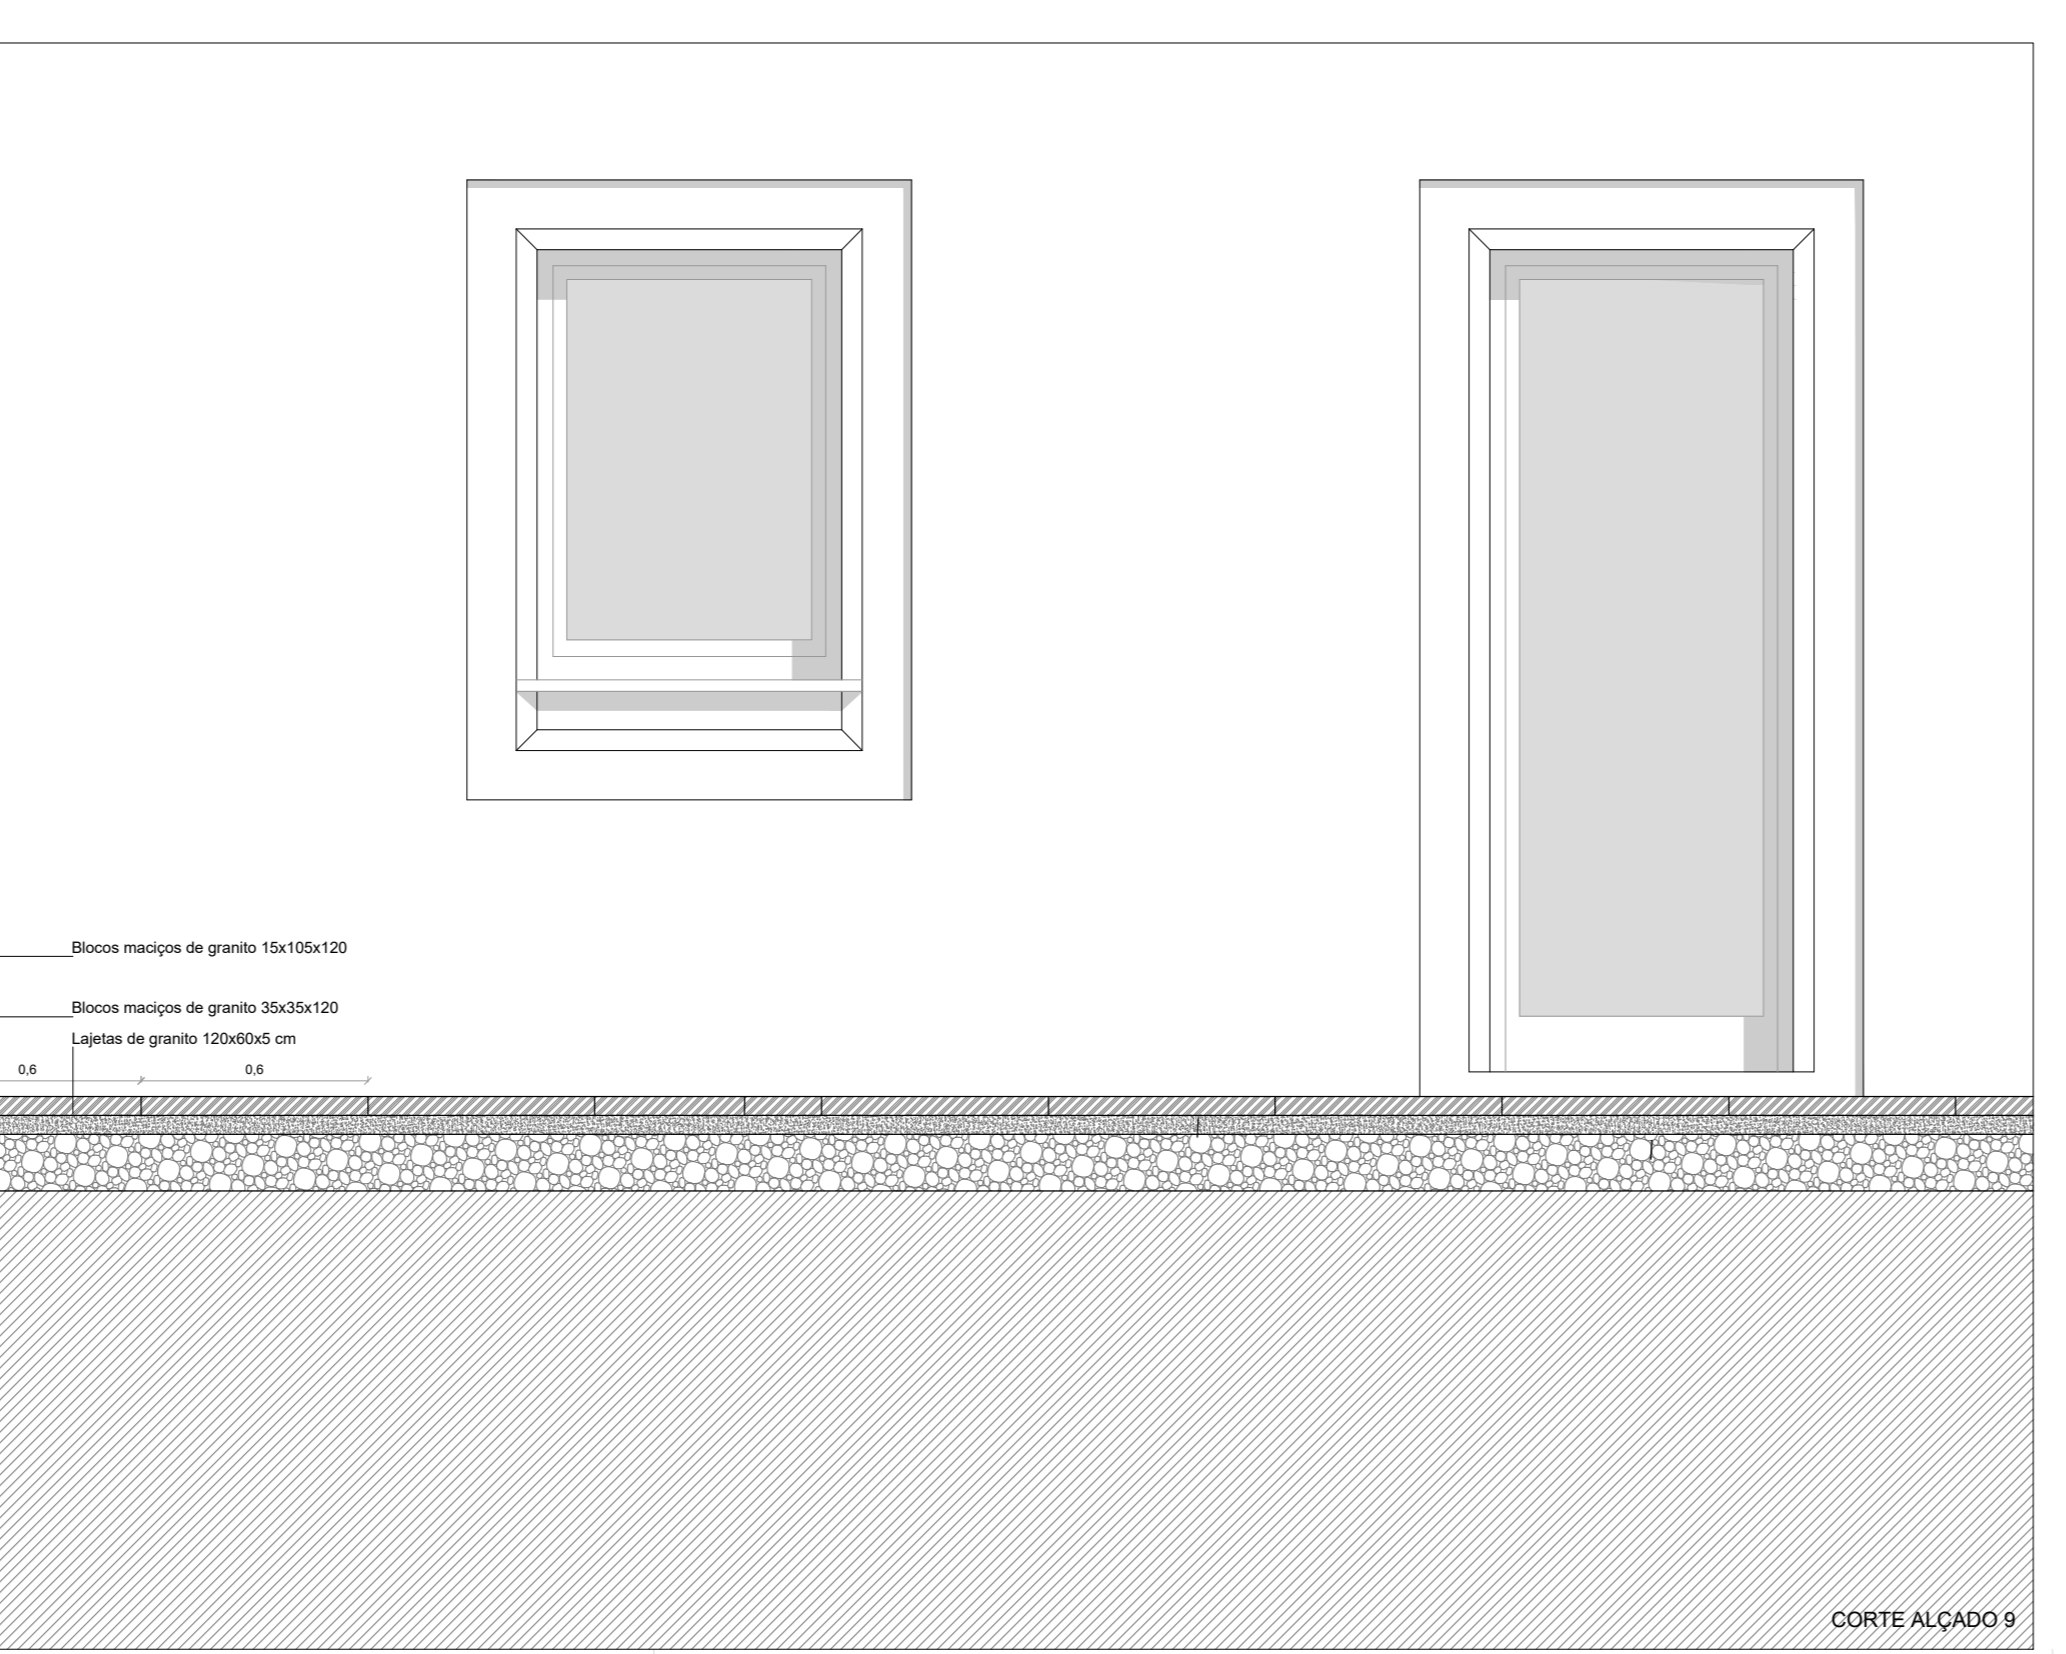 Blocos maciços de granito 15x105x120
Blocos maciços de granito 35x35x120
Lajetas de granito 120x60x5 cm
0,6
0,6
CORTE ALÇADO 9